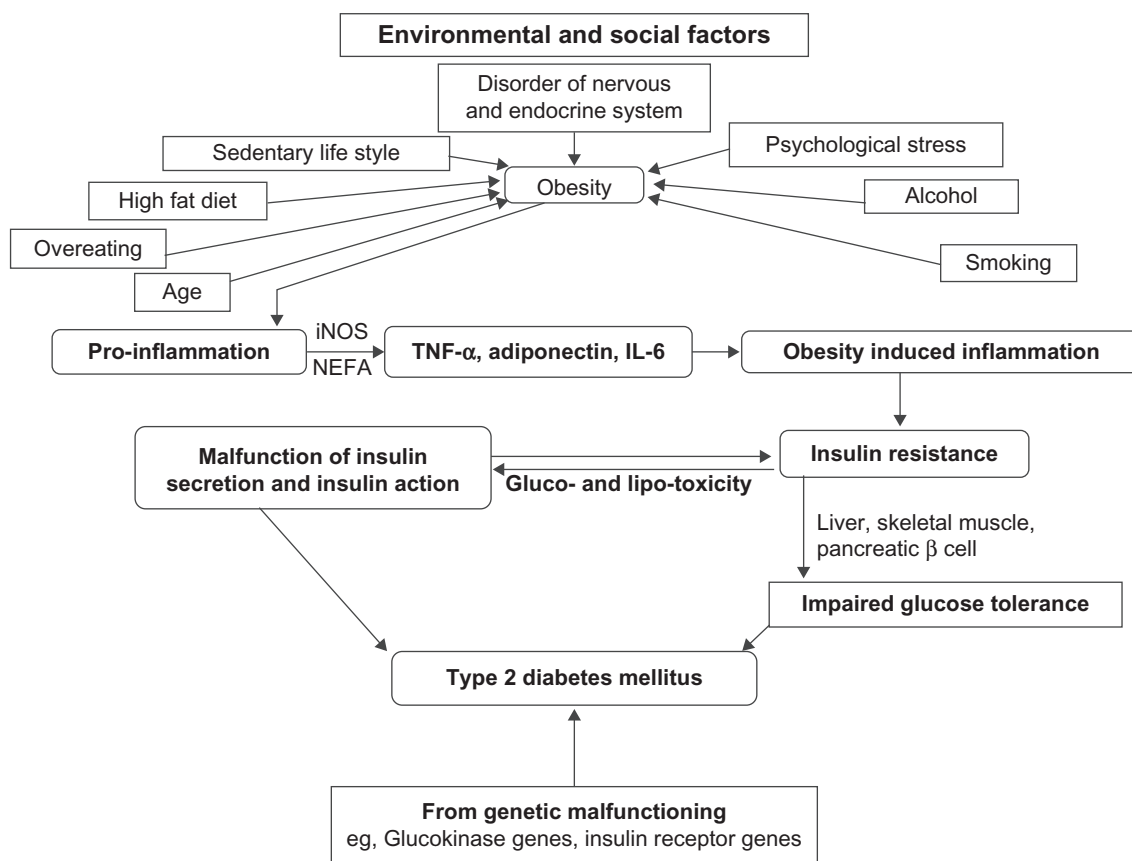 Environmental and social factors
Disorder of nervous
and endocrine system
Sedentary life style
Psychological stress
High fat diet
Obesity
Alcohol
Overeating
Smoking
Age
Pro-inflammation
iNOS
NEFA
TNF-α, adiponectin, IL-6
Obesity induced inflammation
Malfunction of insulin
secretion and insulin action
Gluco- and lipo-toxicity
Insulin resistance
Liver, skeletal muscle,
pancreatic β cell
Impaired glucose tolerance
Type 2 diabetes mellitus
From genetic malfunctioning
eg, Glucokinase genes, insulin receptor genes